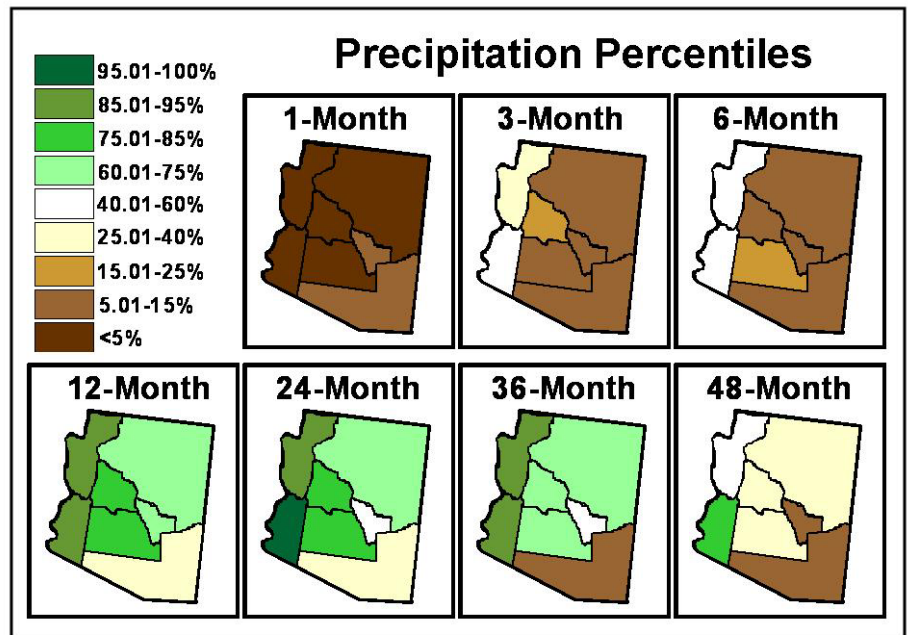 Precipitation Percentiles
95.01-100%
85.01-95%
75.01-85%
60.01-75%
40.01-60%
25.01-40%
15.01-25%
5.01-15%
<5%
1-Month
3-Month
6-Month
12-Month
24-Month
36-Month
48-Month